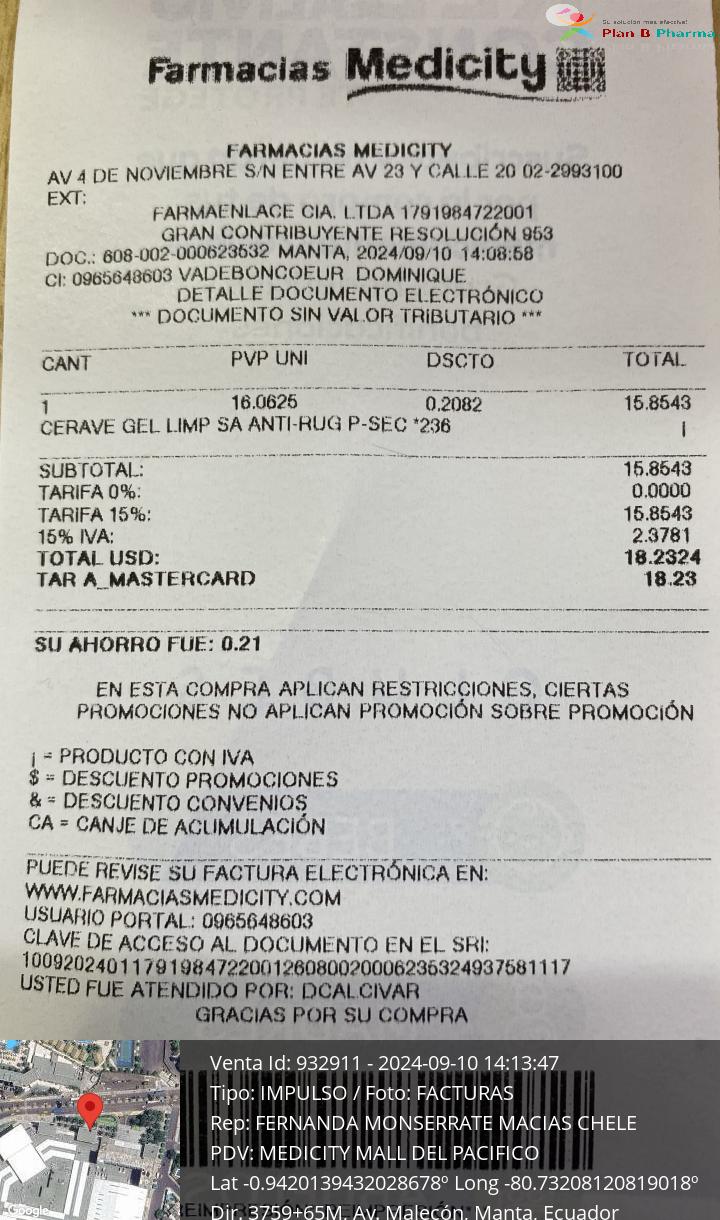 Su solución mas efectiva!
Plan B Pharma
Farmacias Medicity
FARMACIAS MEDICITY
AV 4 DE NOVIEMBRE S/N ENTRE AV 23 Y CALLE 20 02-2993100
EXT:
FARMAENLACE CIA. LTDA 1791984722001
GRAN CONTRIBUYENTE RESOLUCIÓN 953
DOC.: 608-002-000623532 MANTA, 2024/09/10 14:08:58
CI: 0965648603 VADEBONCOEUR DOMINIQUE
DETALLE DOCUMENTO ELECTRÓNICO
*** DOCUMENTO SIN VALOR TRIBUTARIO ***
CANT PVP UNI DSCTO TOTAL
1 16.0625 0.2082 15.8543
CERAVE GEL LIMP SA ANTI-RUG P-SEC *236 ¡
SUBTOTAL: 15.8543
TARIFA 0%: 0.0000
TARIFA 15%: 15.8543
15% IVA: 2.3781
TOTAL USD: 18.2324
TAR A_MASTERCARD 18.23
SU AHORRO FUE: 0.21
EN ESTA COMPRA APLICAN RESTRICCIONES, CIERTAS
PROMOCIONES NO APLICAN PROMOCIÓN SOBRE PROMOCIÓN
¡ = PRODUCTO CON IVA
$ = DESCUENTO PROMOCIONES
& = DESCUENTO CONVENIOS
CA = CANJE DE ACUMULACIÓN
PUEDE REVISE SU FACTURA ELECTRÓNICA EN:
WWW.FARMACIASMEDICITY.COM
USUARIO PORTAL: 0965648603
CLAVE DE ACCESO AL DOCUMENTO EN EL SRI:
1009202401179198472200126080020006235324937581117
USTED FUE ATENDIDO POR: DCALCIVAR
GRACIAS POR SU COMPRA
Venta Id: 932911 - 2024-09-10 14:13:47
Tipo: IMPULSO / Foto: FACTURAS
Rep: FERNANDA MONSERRATE MACIAS CHELE
PDV: MEDICITY MALL DEL PACIFICO
Lat -0.9420139432028678º Long -80.73208120819018º
Dir. 3759+65M, Av. Malecón, Manta, Ecuador
Google